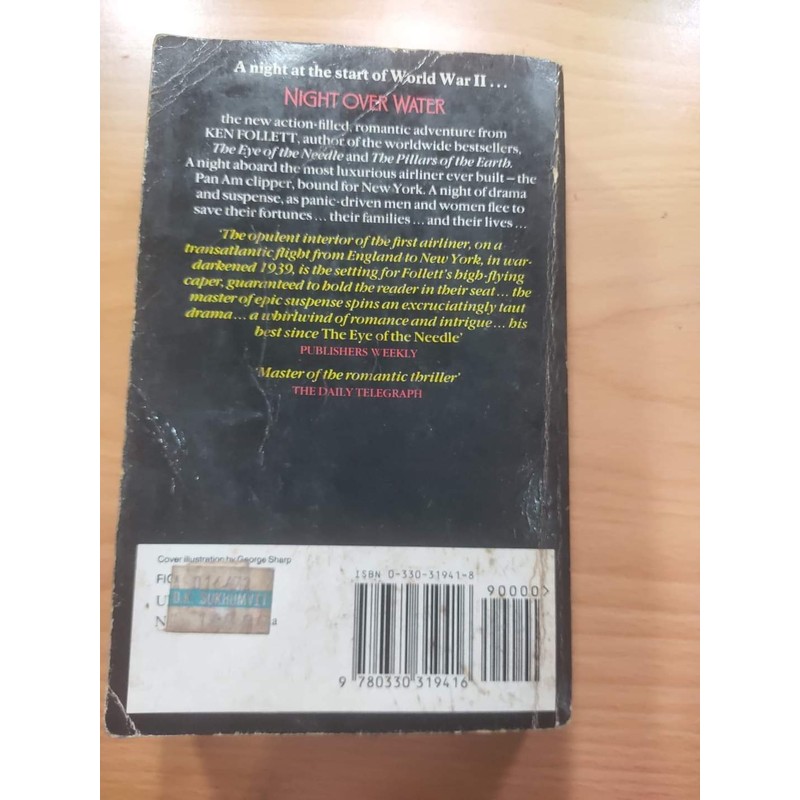 A night at the start of World War II . . .
NIGHT OVER WATER
the new action-filled, romantic adventure from
KEN FOLLETT, author of the worldwide bestsellers,
The Eye of the Needle and The Pillars of the Earth.
A night aboard the most luxurious airliner ever built – the
Pan Am clipper, bound for New York. A night of drama
and suspense, as panic-driven men and women flee to
save their fortunes . . . their families . . . and their lives . . .
'The opulent interior of the first airliner, on a
transatlantic flight from England to New York, in war-
darkened 1939, is the setting for Follett's high-flying
caper, guaranteed to hold the reader in their seat . . . the
master of epic suspense spins an excruciatingly taut
drama . . . a whirlwind of romance and intrigue . . . his
best since The Eye of the Needle'
PUBLISHERS WEEKLY
'Master of the romantic thriller'
THE DAILY TELEGRAPH
Cover illustration by George Sharp
ISBN 0-330-31941-8
90000>
9 780330 319416